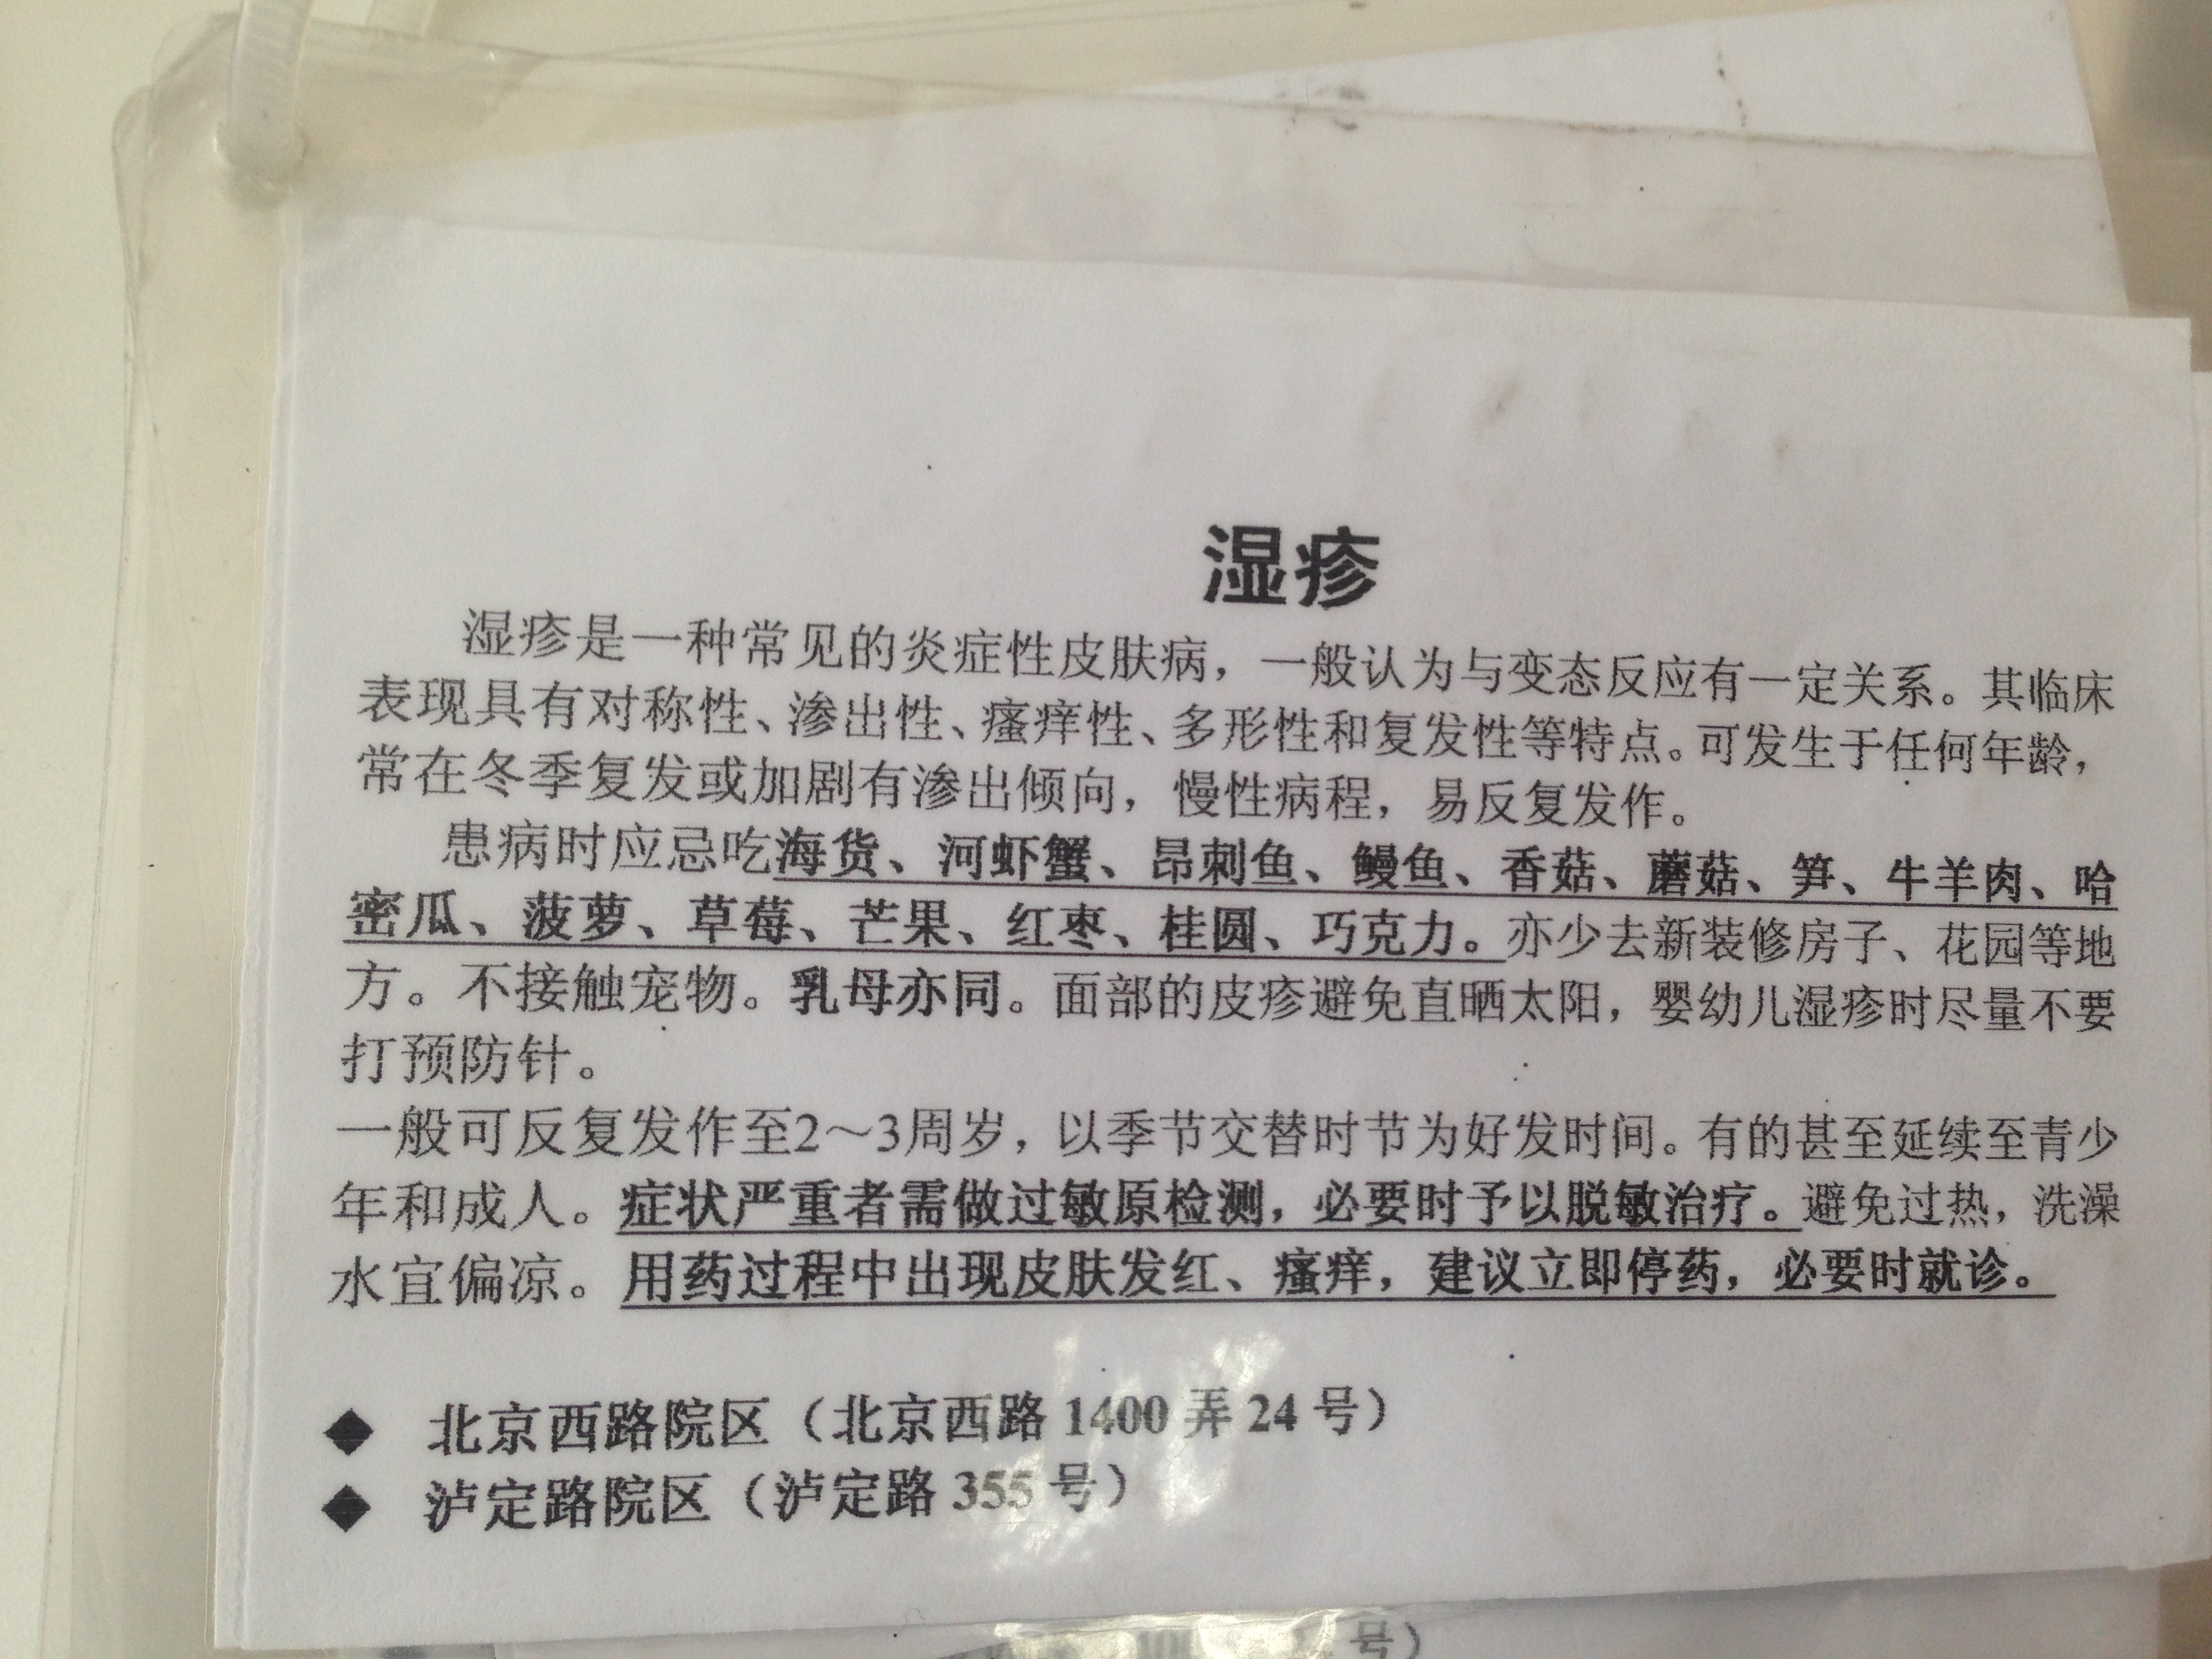 湿疹
湿疹是一种常见的炎症性皮肤病，一般认为与变态反应有一定关系。其临床
表现具有对称性、渗出性、瘙痒性、多形性和复发性等特点。可发生于任何年龄，
常在冬季复发或加剧有渗出倾向，慢性病程，易反复发作。
患病时应忌吃海货、河虾蟹、昂刺鱼、鳗鱼、香菇、蘑菇、笋、牛羊肉、哈
密瓜、菠萝、草莓、芒果、红枣、桂圆、巧克力。亦少去新装修房子、花园等地
方。不接触宠物。乳母亦同。面部的皮疹避免直晒太阳，婴幼儿湿疹时尽量不要
打预防针。
一般可反复发作至2～3周岁，以季节交替时节为好发时间。有的甚至延续至青少
年和成人。症状严重者需做过敏原检测，必要时予以脱敏治疗。避免过热，洗澡
水宜偏凉。用药过程中出现皮肤发红、瘙痒，建议立即停药，必要时就诊。
◆ 北京西路院区（北京西路1400弄24号）
◆ 泸定路院区（泸定路355号）
号）